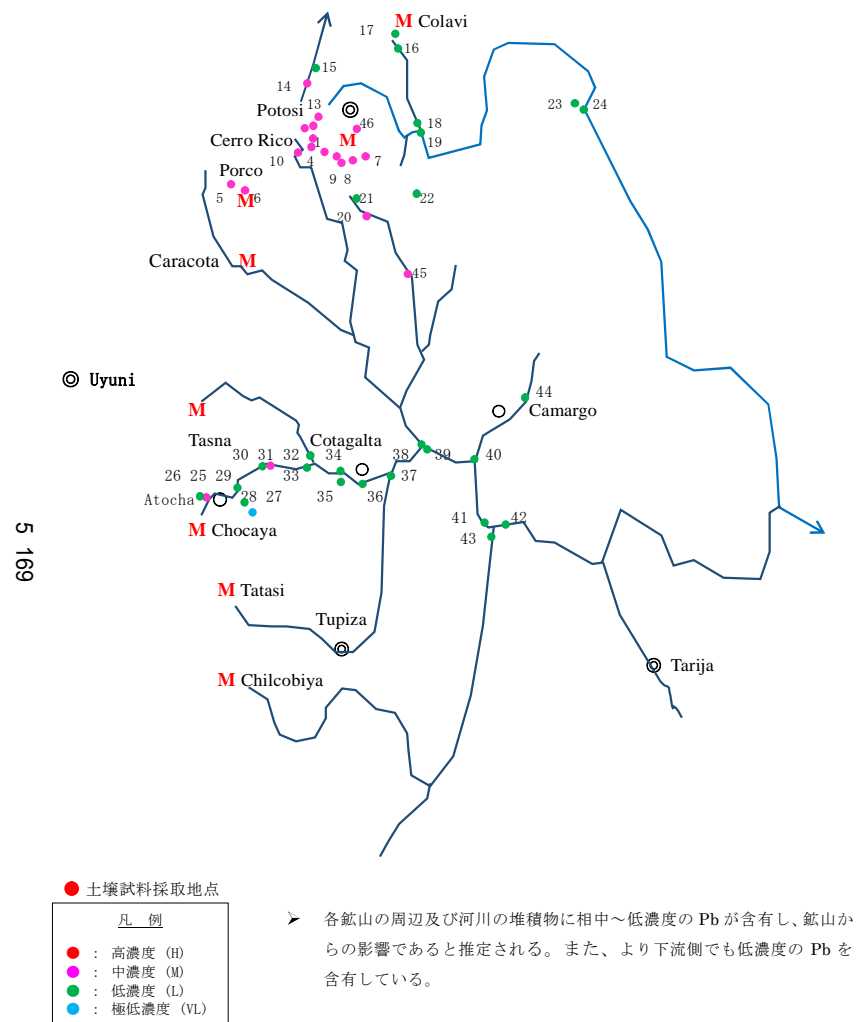 17 M Colavi
16
15
14
Potosi 13
46
18
Cerro Rico 1 M 19
10 4 7
Porco 9 8
5 6 21 22
M 20
Caracota M 45
Uyuni
44
M Camargo
Tasna Cotagalta
30 31 32 34 38 39 40
26 25 29 33 37
Atocha 28 27 35 36
M Chocaya 41 42
43
M Tatasi
Tupiza
Tarija
M Chilcobiya
5 169
土壌試料採取地点
凡 例
： 高濃度 (H)
： 中濃度 (M)
： 低濃度 (L)
： 極低濃度 (VL)
➢ 各鉱山の周辺及び河川の堆積物に相中～低濃度の Pb が含有し、鉱山か
らの影響であると推定される。また、より下流側でも低濃度の Pb を
含有している。